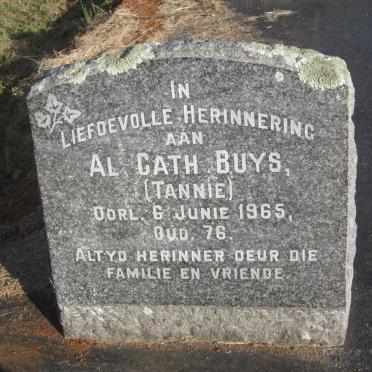 IN
LIEFDEVOLLE HERINNERING
AAN
AL CATH BUYS,
(TANNIE)
OORL. 6 JUNIE 1965,
OUD. 76.
ALTYD HERINNER DEUR DIE
FAMILIE EN VRIENDE